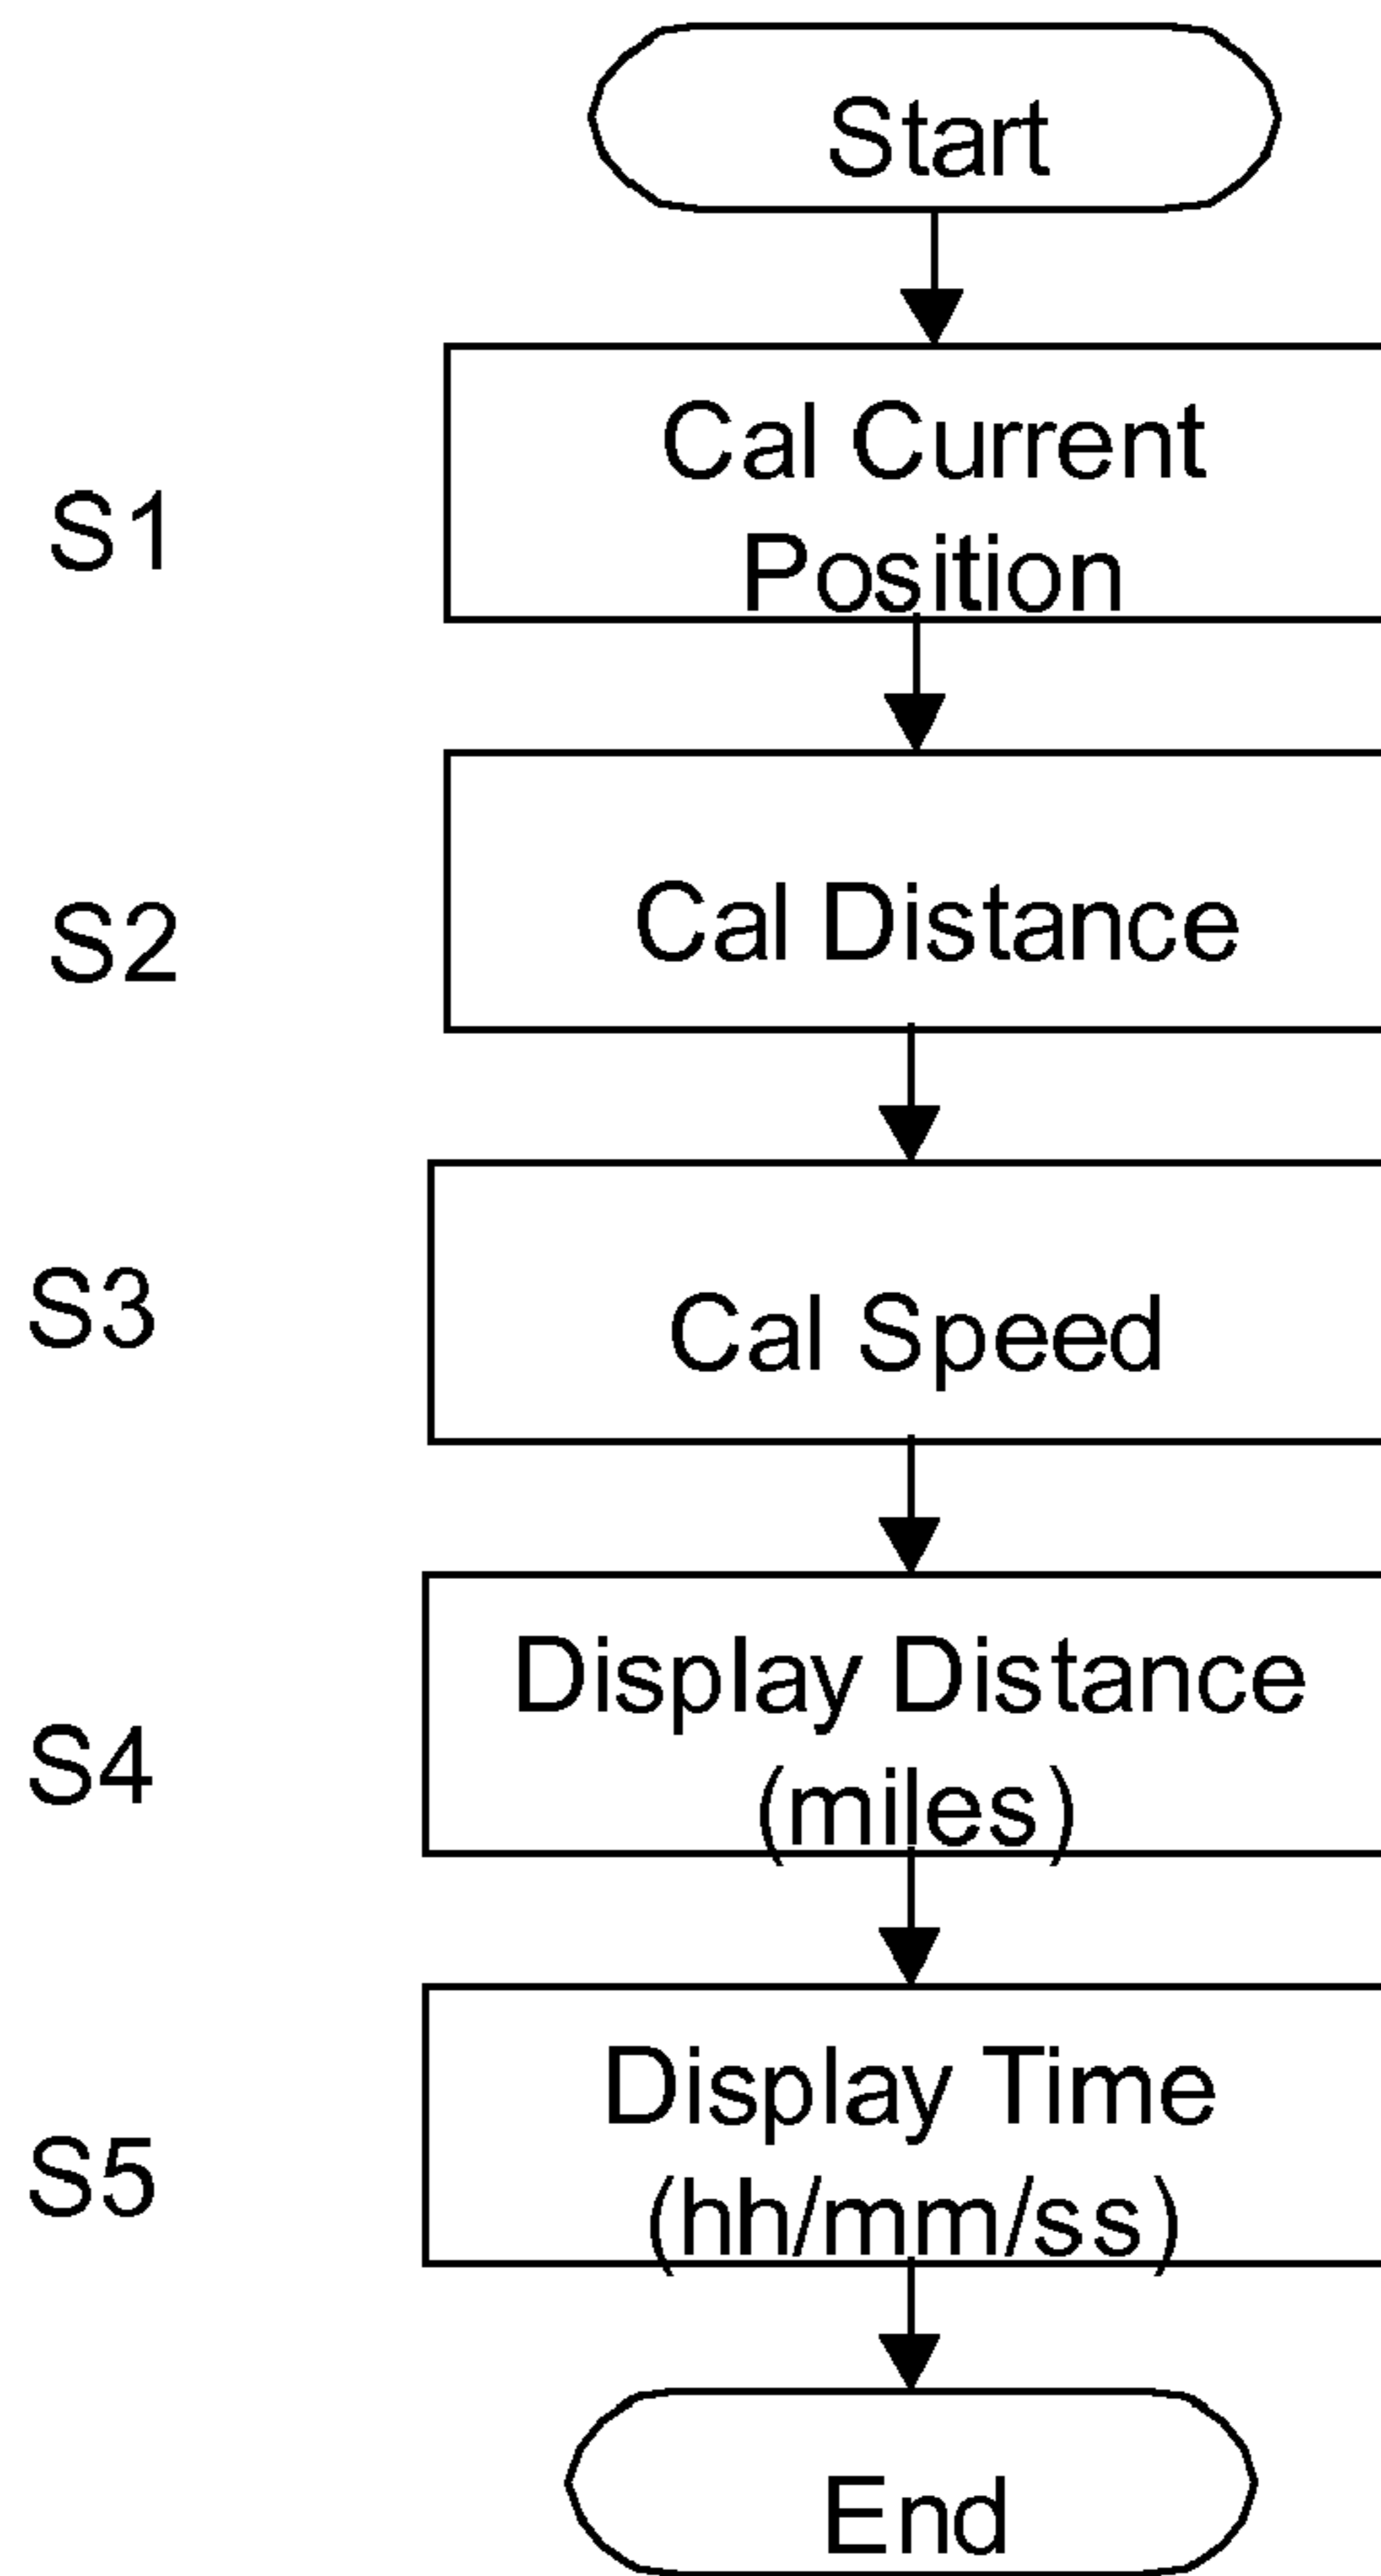 Start
S1
Cal Current
Position
S2
Cal Distance
S3
Cal Speed
S4
Display Distance
(miles)
S5
Display Time
(hh/mm/ss)
End